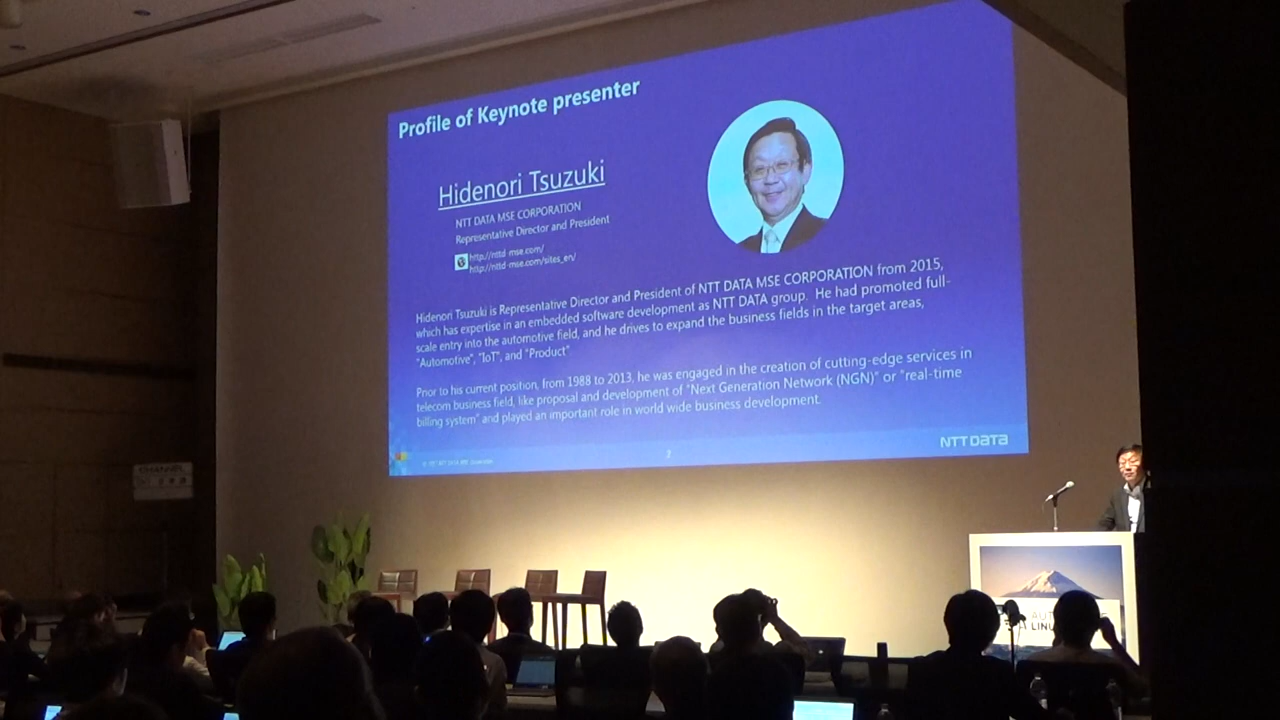 Profile of Keynote presenter
Hidenori Tsuzuki
NTT DATA MSE CORPORATION
Representative Director and President
http://nttd-mse.com/
http://nttd-mse.com/sites_en/
Hidenori Tsuzuki is Representative Director and President of NTT DATA MSE CORPORATION from 2015,
which has expertise in an embedded software development as NTT DATA group. He had promoted full-
scale entry into the automotive field, and he drives to expand the business fields in the target areas,
"Automotive", "IoT", and "Product"
Prior to his current position, from 1988 to 2013, he was engaged in the creation of cutting-edge services in
telecom business field, like proposal and development of "Next Generation Network (NGN)" or "real-time
billing system" and played an important role in world wide business development.
NTT DATA
2
CHANNEL